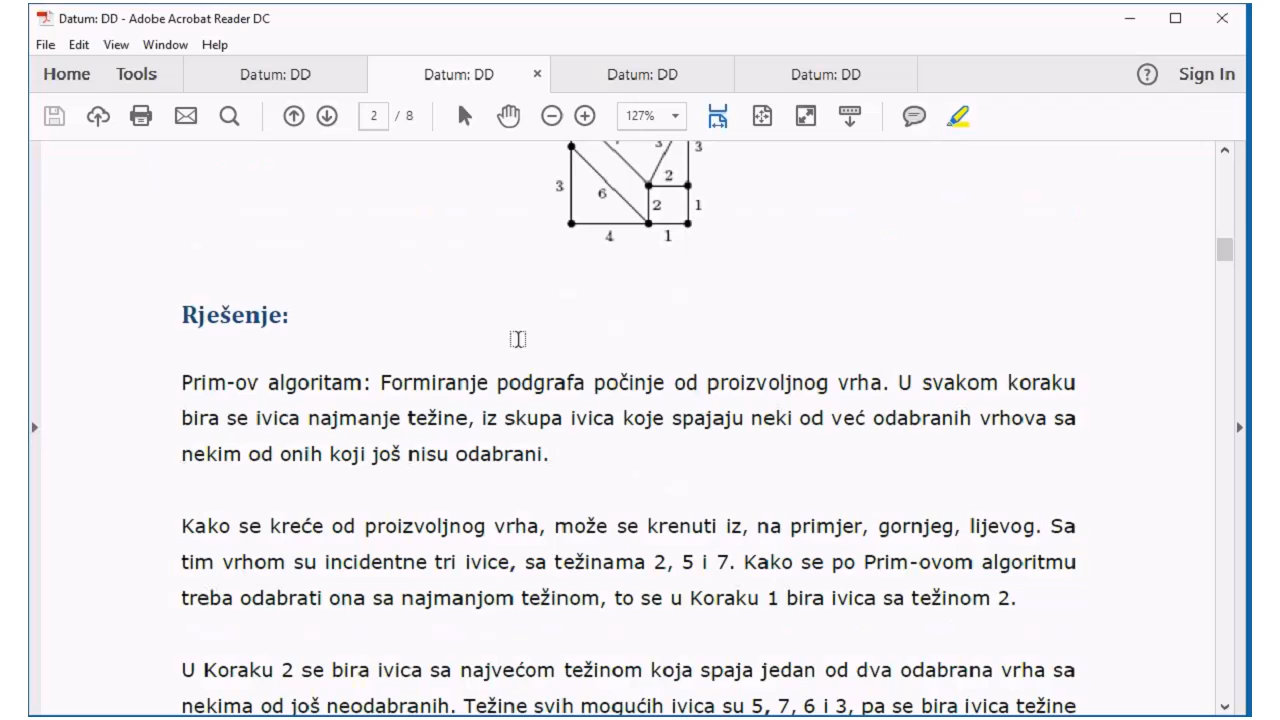 Datum: DD - Adobe Acrobat Reader DC
File Edit View Window Help
Home Tools Datum: DD Datum: DD × Datum: DD Datum: DD ? Sign In
2 / 8 127%
3 3
2
3 6 2 1
4 1
Rješenje:
Prim-ov algoritam: Formiranje podgrafa počinje od proizvoljnog vrha. U svakom koraku
bira se ivica najmanje težine, iz skupa ivica koje spajaju neki od već odabranih vrhova sa
nekim od onih koji još nisu odabrani.
Kako se kreće od proizvoljnog vrha, može se krenuti iz, na primjer, gornjeg, lijevog. Sa
tim vrhom su incidentne tri ivice, sa težinama 2, 5 i 7. Kako se po Prim-ovom algoritmu
treba odabrati ona sa najmanjom težinom, to se u Koraku 1 bira ivica sa težinom 2.
U Koraku 2 se bira ivica sa najvećom težinom koja spaja jedan od dva odabrana vrha sa
nekima od još neodabranih. Težine svih mogućih ivica su 5, 7, 6 i 3, pa se bira ivica težine